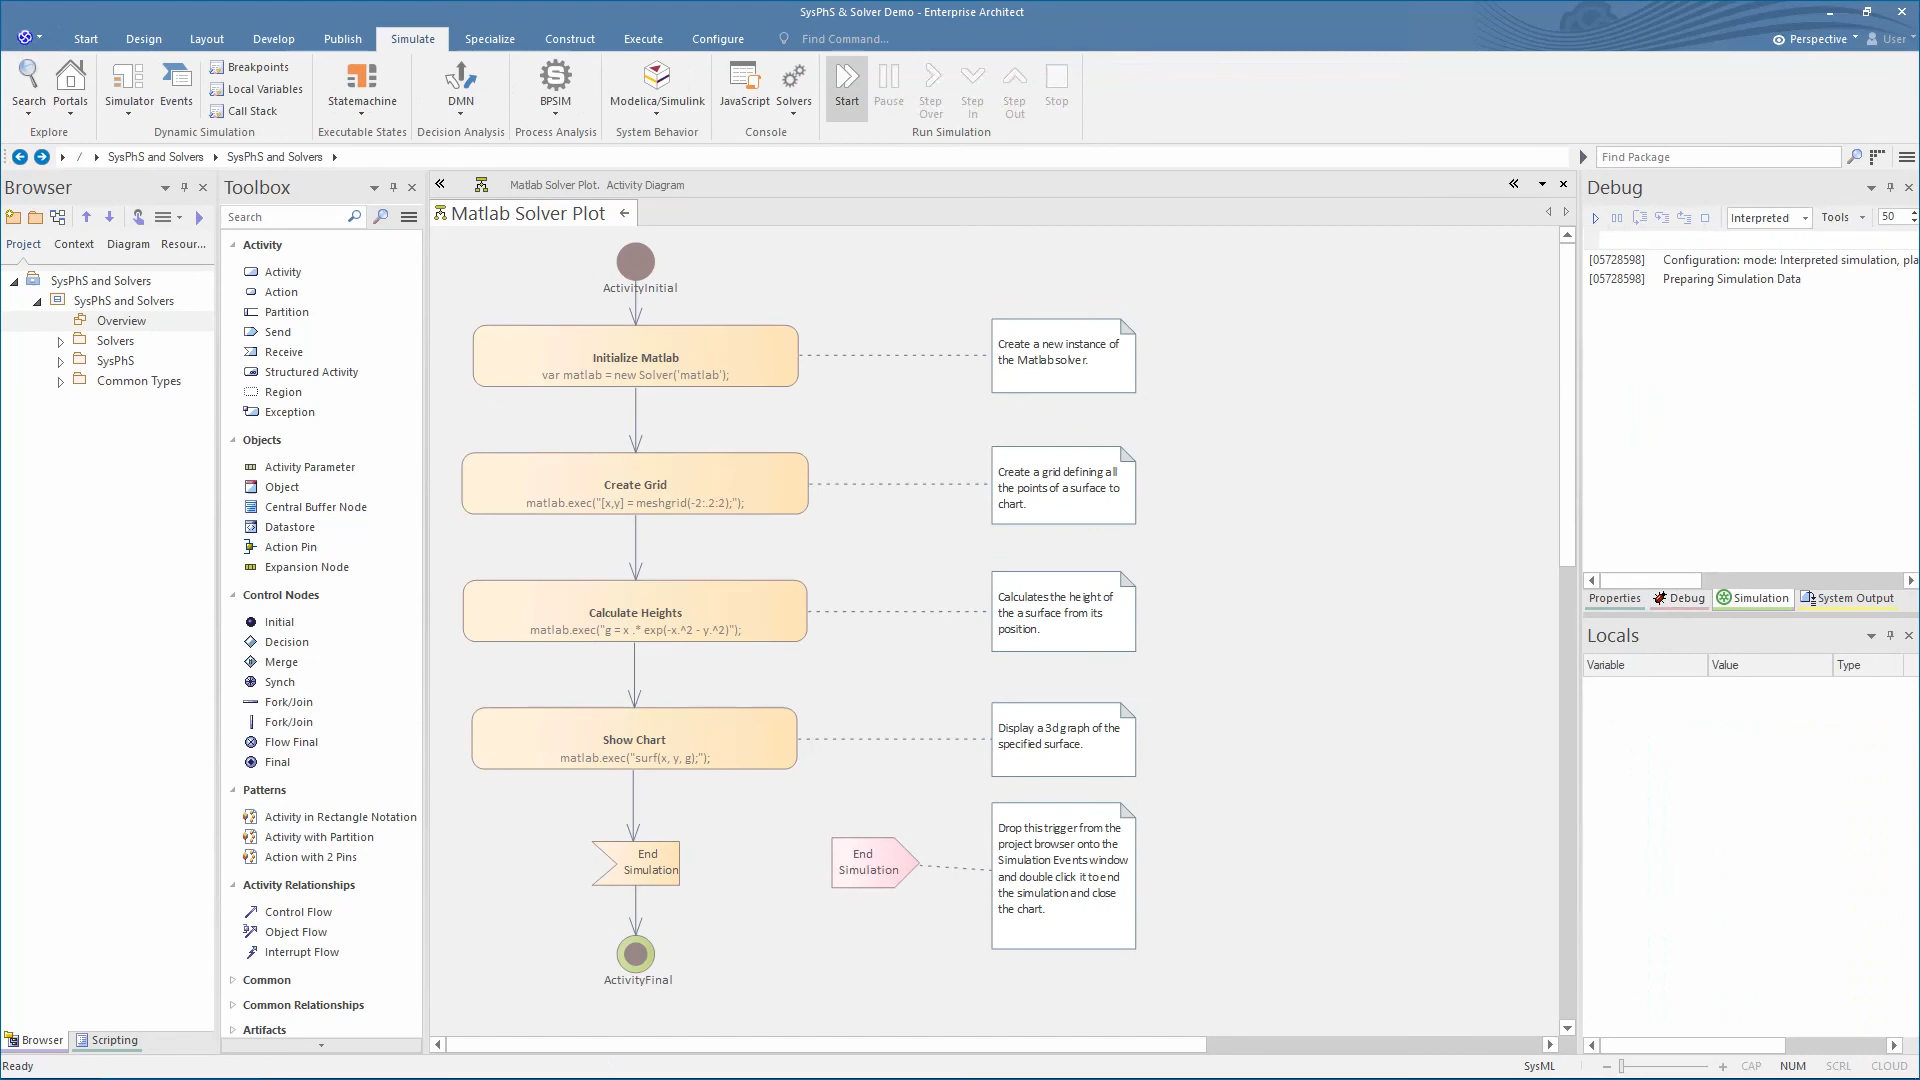 SysPhS & Solver Demo - Enterprise Architect
Start Design Layout Develop Publish Simulate Specialize Construct Execute Configure Find Command... Perspective User
Search Portals Simulator Events Breakpoints Local Variables Call Stack Statemachine DMN BPSIM Modelica/Simulink JavaScript Solvers Start Pause Step Over Step In Step Out Stop
Explore Dynamic Simulation Executable States Decision Analysis Process Analysis System Behavior Console Run Simulation
/ SysPhS and Solvers SysPhS and Solvers Find Package
Browser
Project Context Diagram Resour...
SysPhS and Solvers
SysPhS and Solvers
Overview
Solvers
SysPhS
Common Types
Browser Scripting
Toolbox
Search
Activity
Activity
Action
Partition
Send
Receive
Structured Activity
Region
Exception
Objects
Activity Parameter
Object
Central Buffer Node
Datastore
Action Pin
Expansion Node
Control Nodes
Initial
Decision
Merge
Synch
Fork/Join
Fork/Join
Flow Final
Final
Patterns
Activity in Rectangle Notation
Activity with Partition
Action with 2 Pins
Activity Relationships
Control Flow
Object Flow
Interrupt Flow
Common
Common Relationships
Artifacts
Matlab Solver Plot. Activity Diagram
Matlab Solver Plot
ActivityInitial
Initialize Matlab
var matlab = new Solver('matlab');
Create a new instance of
the Matlab solver.
Create Grid
matlab.exec("[x,y] = meshgrid(-2:.2:2);");
Create a grid defining all
the points of a surface to
chart.
Calculate Heights
matlab.exec("g = x .* exp(-x.^2 - y.^2)");
Calculates the height of
the a surface from its
position.
Show Chart
matlab.exec("surf(x, y, g);");
Display a 3d graph of the
specified surface.
End
Simulation
End
Simulation
Drop this trigger from the
project browser onto the
Simulation Events window
and double click it to end
the simulation and close
the chart.
ActivityFinal
Debug
Interpreted Tools 50
[05728598] Configuration: mode: Interpreted simulation, pla
[05728598] Preparing Simulation Data
Properties Debug Simulation System Output
Locals
Variable Value Type
Ready SysML CAP NUM SCRL CLOUD